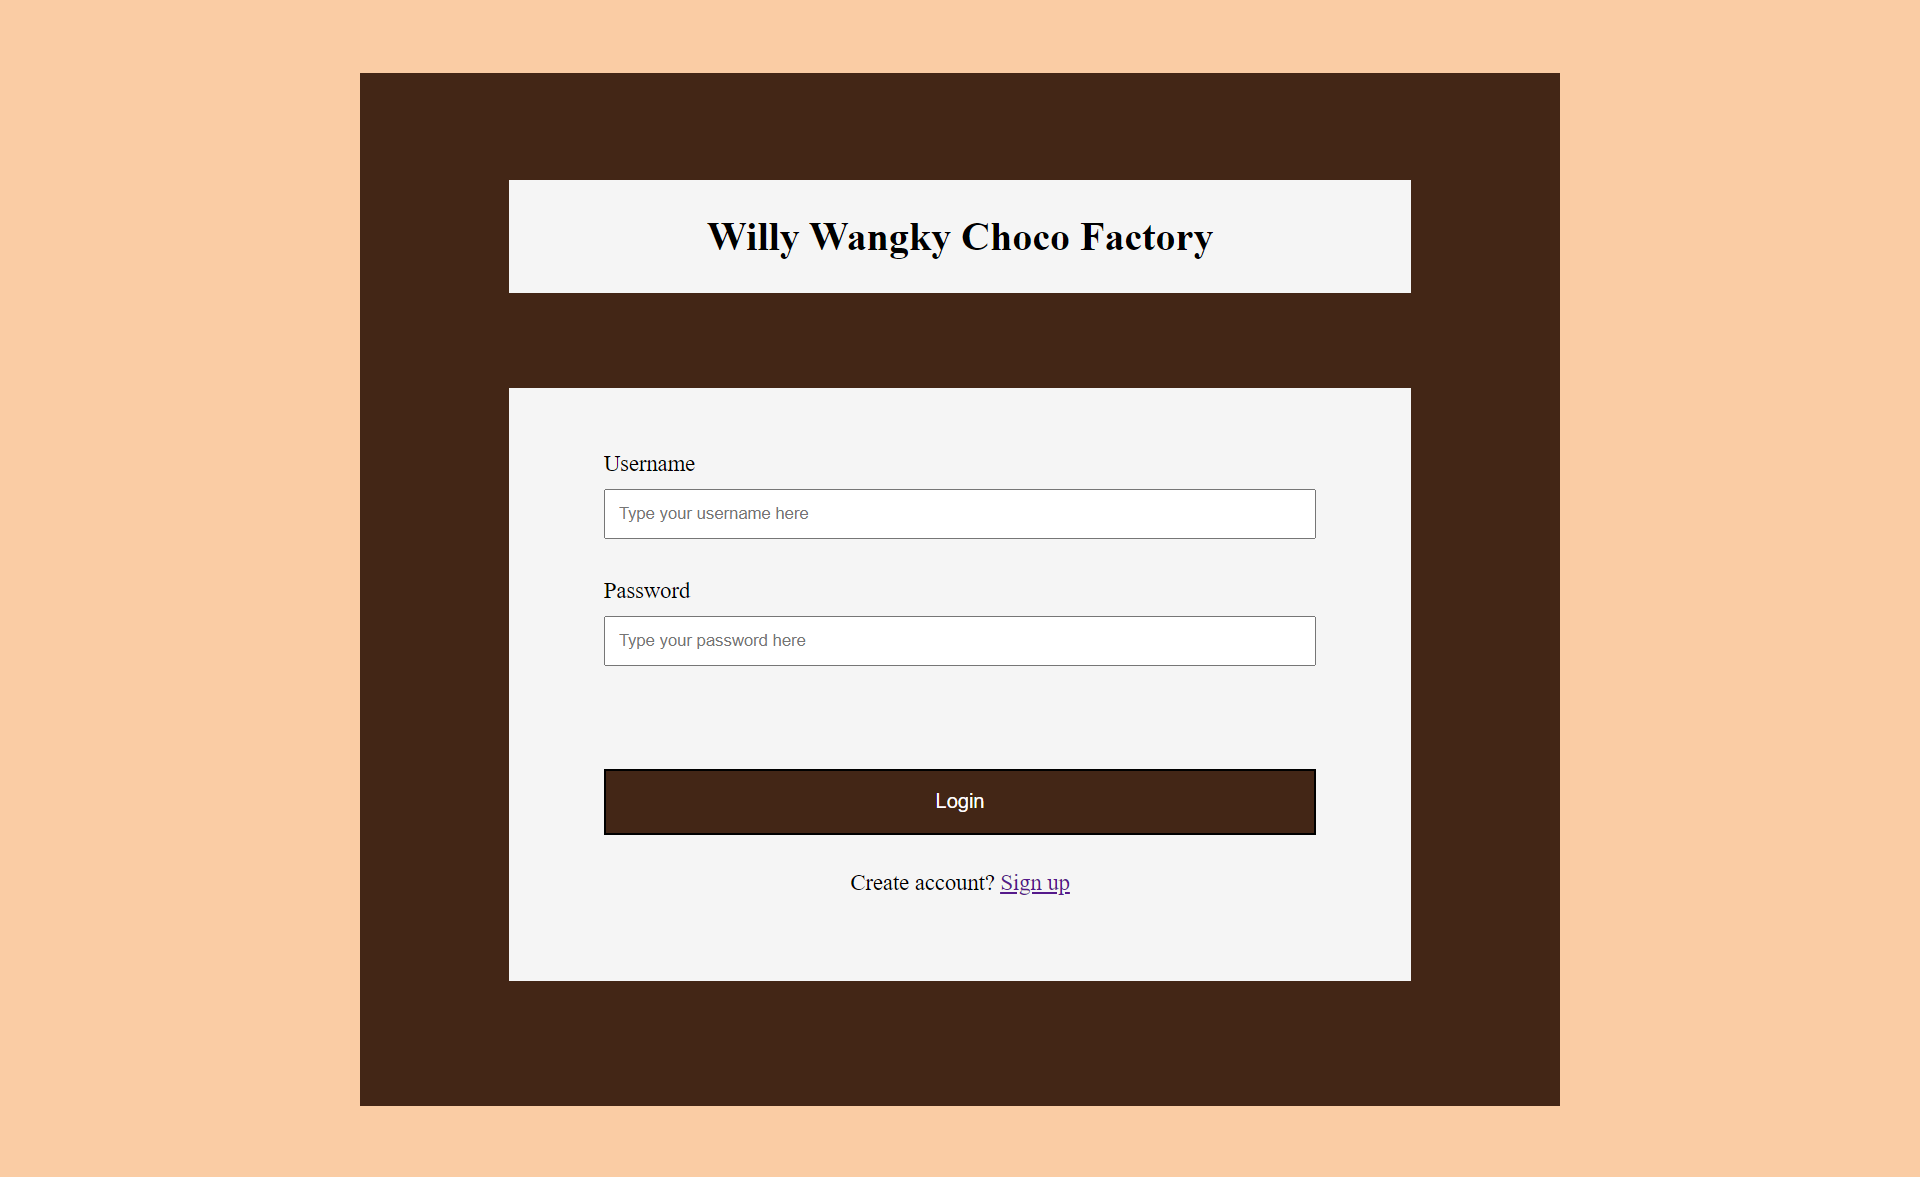 Willy Wangky Choco Factory
Username
Type your username here
Password
Type your password here
Login
Create account? Sign up